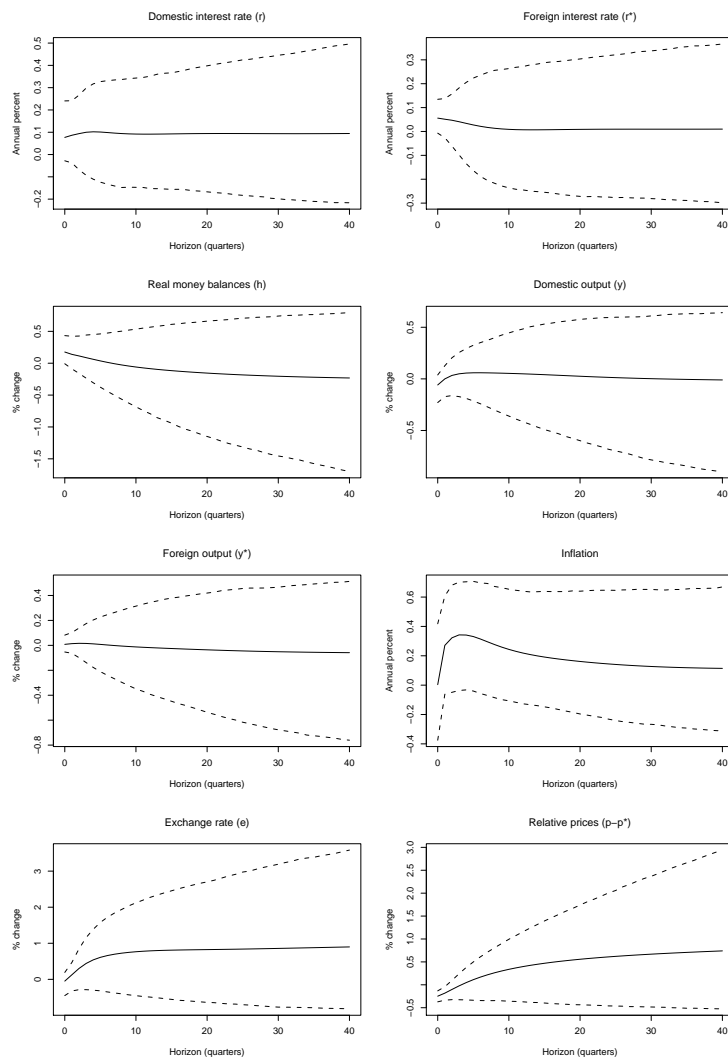 Domestic interest rate (r)
Annual percent
−0.2 0.0 0.1 0.2 0.3 0.4 0.5
0 10 20 30 40
Horizon (quarters)
Foreign interest rate (r*)
Annual percent
−0.3 −0.1 0.0 0.1 0.2 0.3
0 10 20 30 40
Horizon (quarters)
Real money balances (h)
% change
−1.5 −1.0 −0.5 0.0 0.5
0 10 20 30 40
Horizon (quarters)
Domestic output (y)
% change
−0.5 0.0 0.5
0 10 20 30 40
Horizon (quarters)
Foreign output (y*)
% change
−0.8 −0.4 0.0 0.2 0.4
0 10 20 30 40
Horizon (quarters)
Inflation
Annual percent
−0.4 −0.2 0.0 0.2 0.4 0.6
0 10 20 30 40
Horizon (quarters)
Exchange rate (e)
% change
0 1 2 3
0 10 20 30 40
Horizon (quarters)
Relative prices (p−p*)
% change
−0.5 0.5 1.0 1.5 2.0 2.5 3.0
0 10 20 30 40
Horizon (quarters)